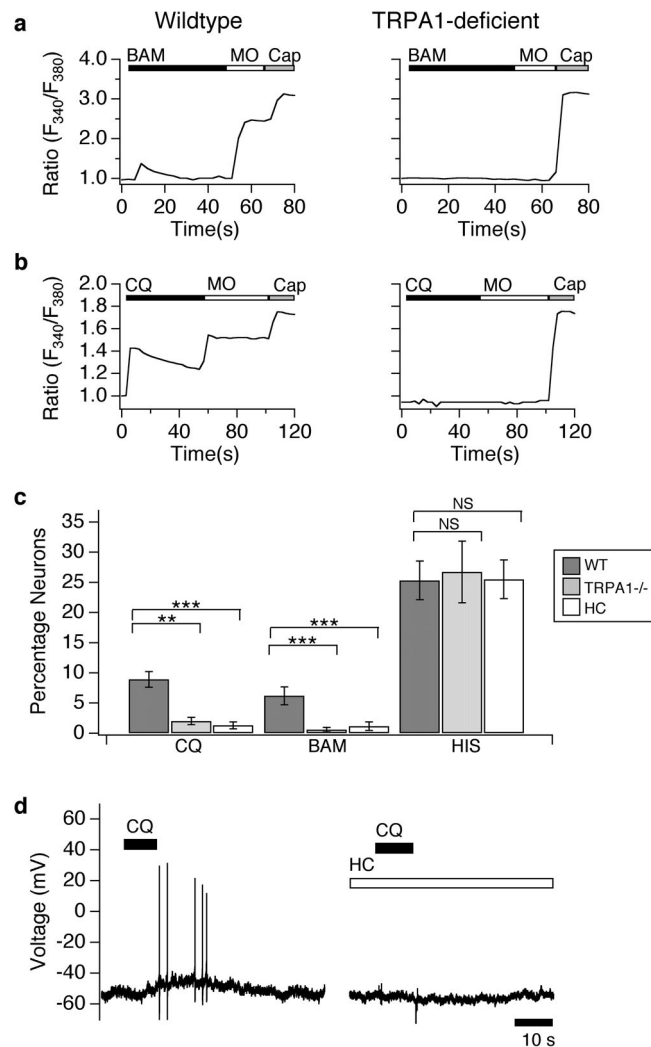 a
Wildtype
TRPA1-deficient
BAM MO Cap
BAM MO Cap
Ratio (F340/F380)
4.0
3.0
2.0
1.0
0 20 40 60 80
0 20 40 60 80
Time(s)
Time(s)
b
CQ MO Cap
CQ MO Cap
Ratio (F340/F380)
2.0
1.8
1.6
1.4
1.2
1.0
0 40 80 120
0 40 80 120
Time(s)
Time(s)
c
Percentage Neurons
35
30
25
20
15
10
5
0
***
**
***
***
NS
NS
CQ BAM HIS
WT
TRPA1-/-
HC
d
Voltage (mV)
60
40
20
0
-20
-40
-60
CQ
CQ
HC
10 s